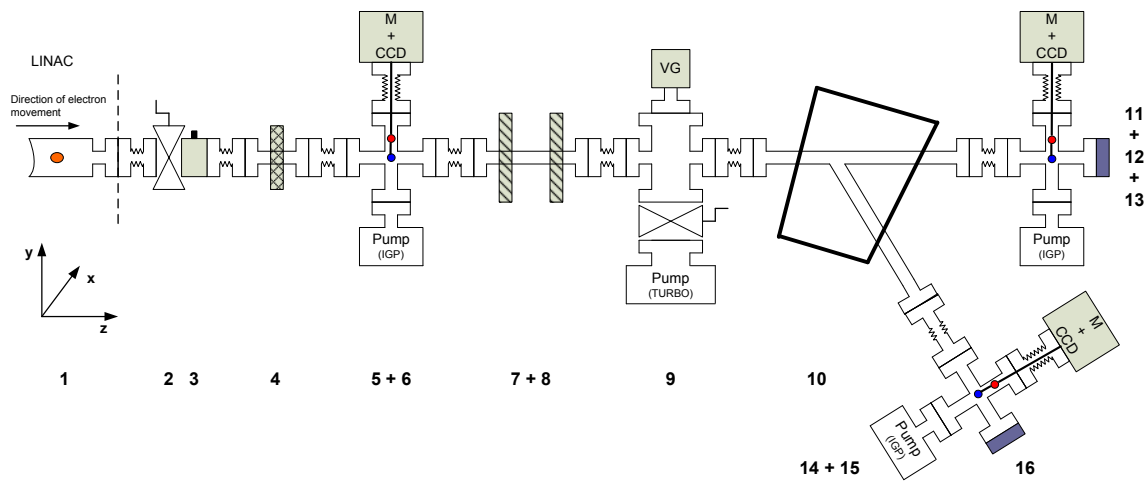 LINAC
Direction of electron
movement
M
+
CCD
VG
M
+
CCD
11
+
12
+
13
Pump
(IGP)
Pump
(TURBO)
Pump
(IGP)
y
x
z
M
+
CCD
Pump
(IGP)
1
2
3
4
5 + 6
7 + 8
9
10
14 + 15
16